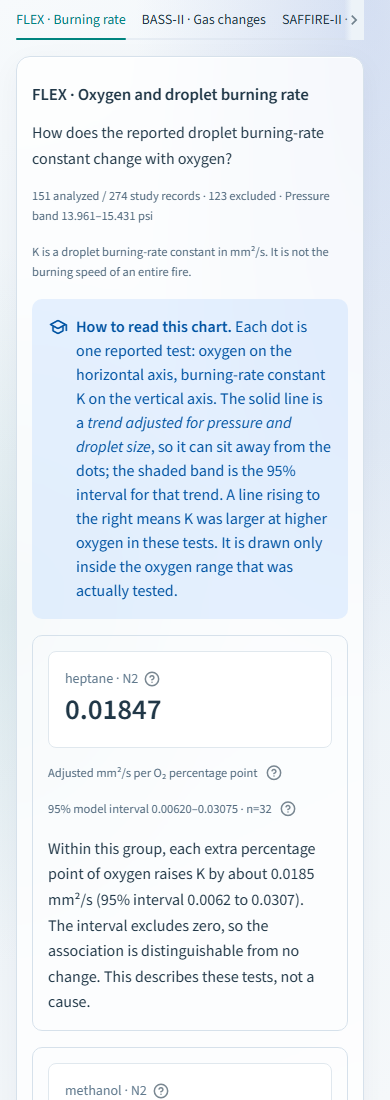 FLEX · Burning rate
BASS-II · Gas changes
SAFFIRE-II ·
FLEX · Oxygen and droplet burning rate
How does the reported droplet burning-rate
constant change with oxygen?
151 analyzed / 274 study records · 123 excluded · Pressure
band 13.961–15.431 psi
K is a droplet burning-rate constant in mm²/s. It is not the
burning speed of an entire fire.
How to read this chart. Each dot is
one reported test: oxygen on the
horizontal axis, burning-rate constant
K on the vertical axis. The solid line is
a trend adjusted for pressure and
droplet size, so it can sit away from the
dots; the shaded band is the 95%
interval for that trend. A line rising to
the right means K was larger at higher
oxygen in these tests. It is drawn only
inside the oxygen range that was
actually tested.
heptane · N2
0.01847
Adjusted mm²/s per O₂ percentage point
95% model interval 0.00620–0.03075 · n=32
Within this group, each extra percentage
point of oxygen raises K by about 0.0185
mm²/s (95% interval 0.0062 to 0.0307).
The interval excludes zero, so the
association is distinguishable from no
change. This describes these tests, not a
cause.
methanol · N2